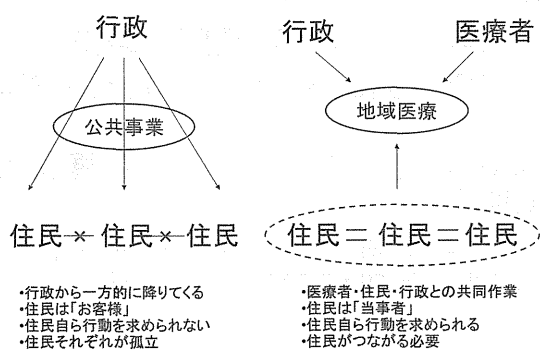 行政
公共事業
住民×住民×住民
・行政から一方的に降りてくる
・住民は「お客様」
・住民自ら行動を求められない
・住民それぞれが孤立
行政 医療者
地域医療
住民＝住民＝住民
・医療者・住民・行政との共同作業
・住民は「当事者」
・住民自ら行動を求められる
・住民がつながる必要